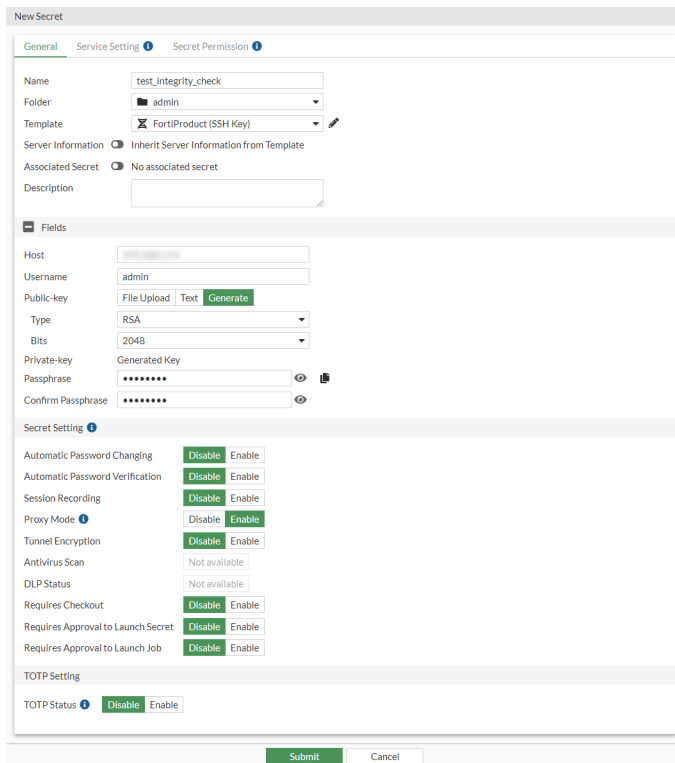 New Secret
General Service Setting Secret Permission
Name test_integrity_check
Folder admin
Template FortiProduct (SSH Key)
Server Information Inherit Server Information from Template
Associated Secret No associated secret
Description
Fields
Host
Username admin
Public-key File Upload Text Generate
Type RSA
Bits 2048
Private-key Generated Key
Passphrase ••••••••
Confirm Passphrase ••••••••
Secret Setting
Automatic Password Changing Disable Enable
Automatic Password Verification Disable Enable
Session Recording Disable Enable
Proxy Mode Disable Enable
Tunnel Encryption Disable Enable
Antivirus Scan Not available
DLP Status Not available
Requires Checkout Disable Enable
Requires Approval to Launch Secret Disable Enable
Requires Approval to Launch Job Disable Enable
TOTP Setting
TOTP Status Disable Enable
Submit Cancel